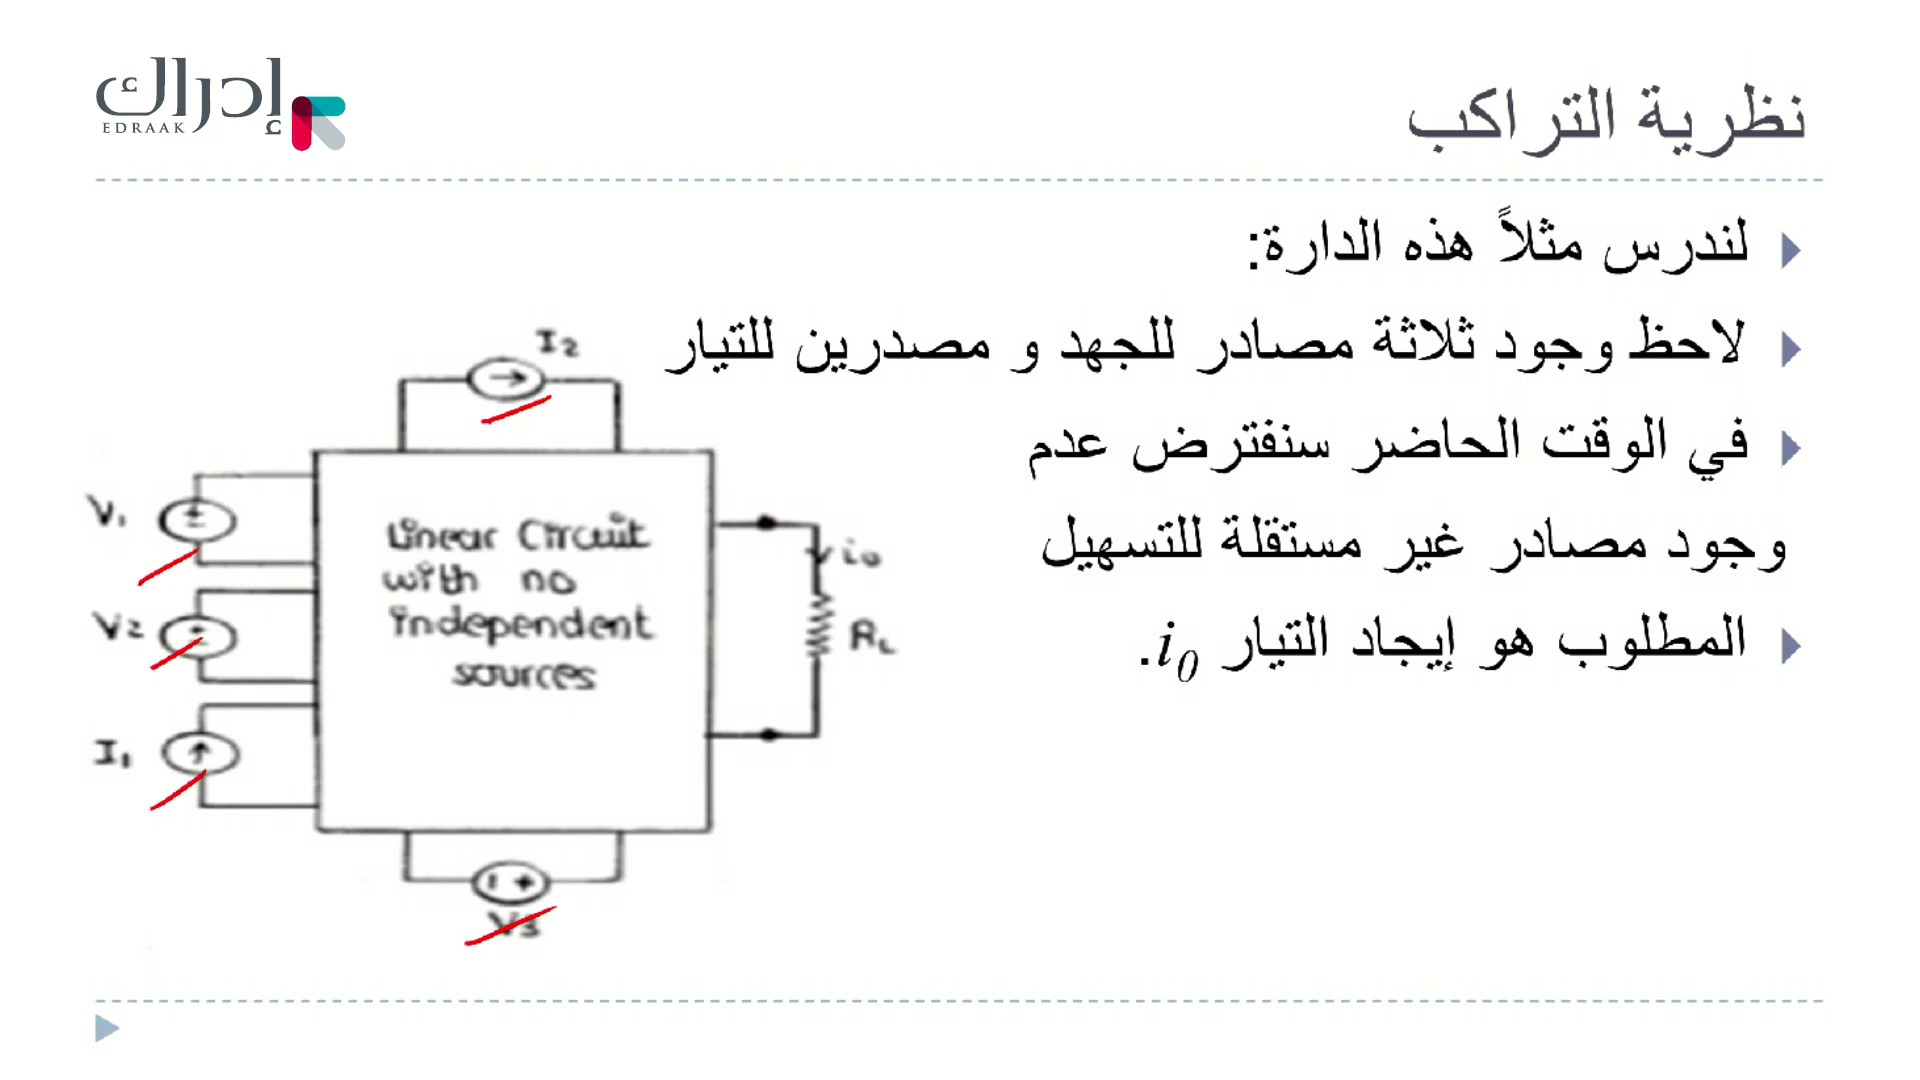 إدراك
EDRAAK
نظرية التراكب
لندرس مثلاً هذه الدارة:
لاحظ وجود ثلاثة مصادر للجهد و مصدرين للتيار
في الوقت الحاضر سنفترض عدم
وجود مصادر غير مستقلة للتسهيل
المطلوب هو إيجاد التيار i0.
I2
V1
V2
I1
Linear Circuit
with no
independent
sources
io
RL
V3